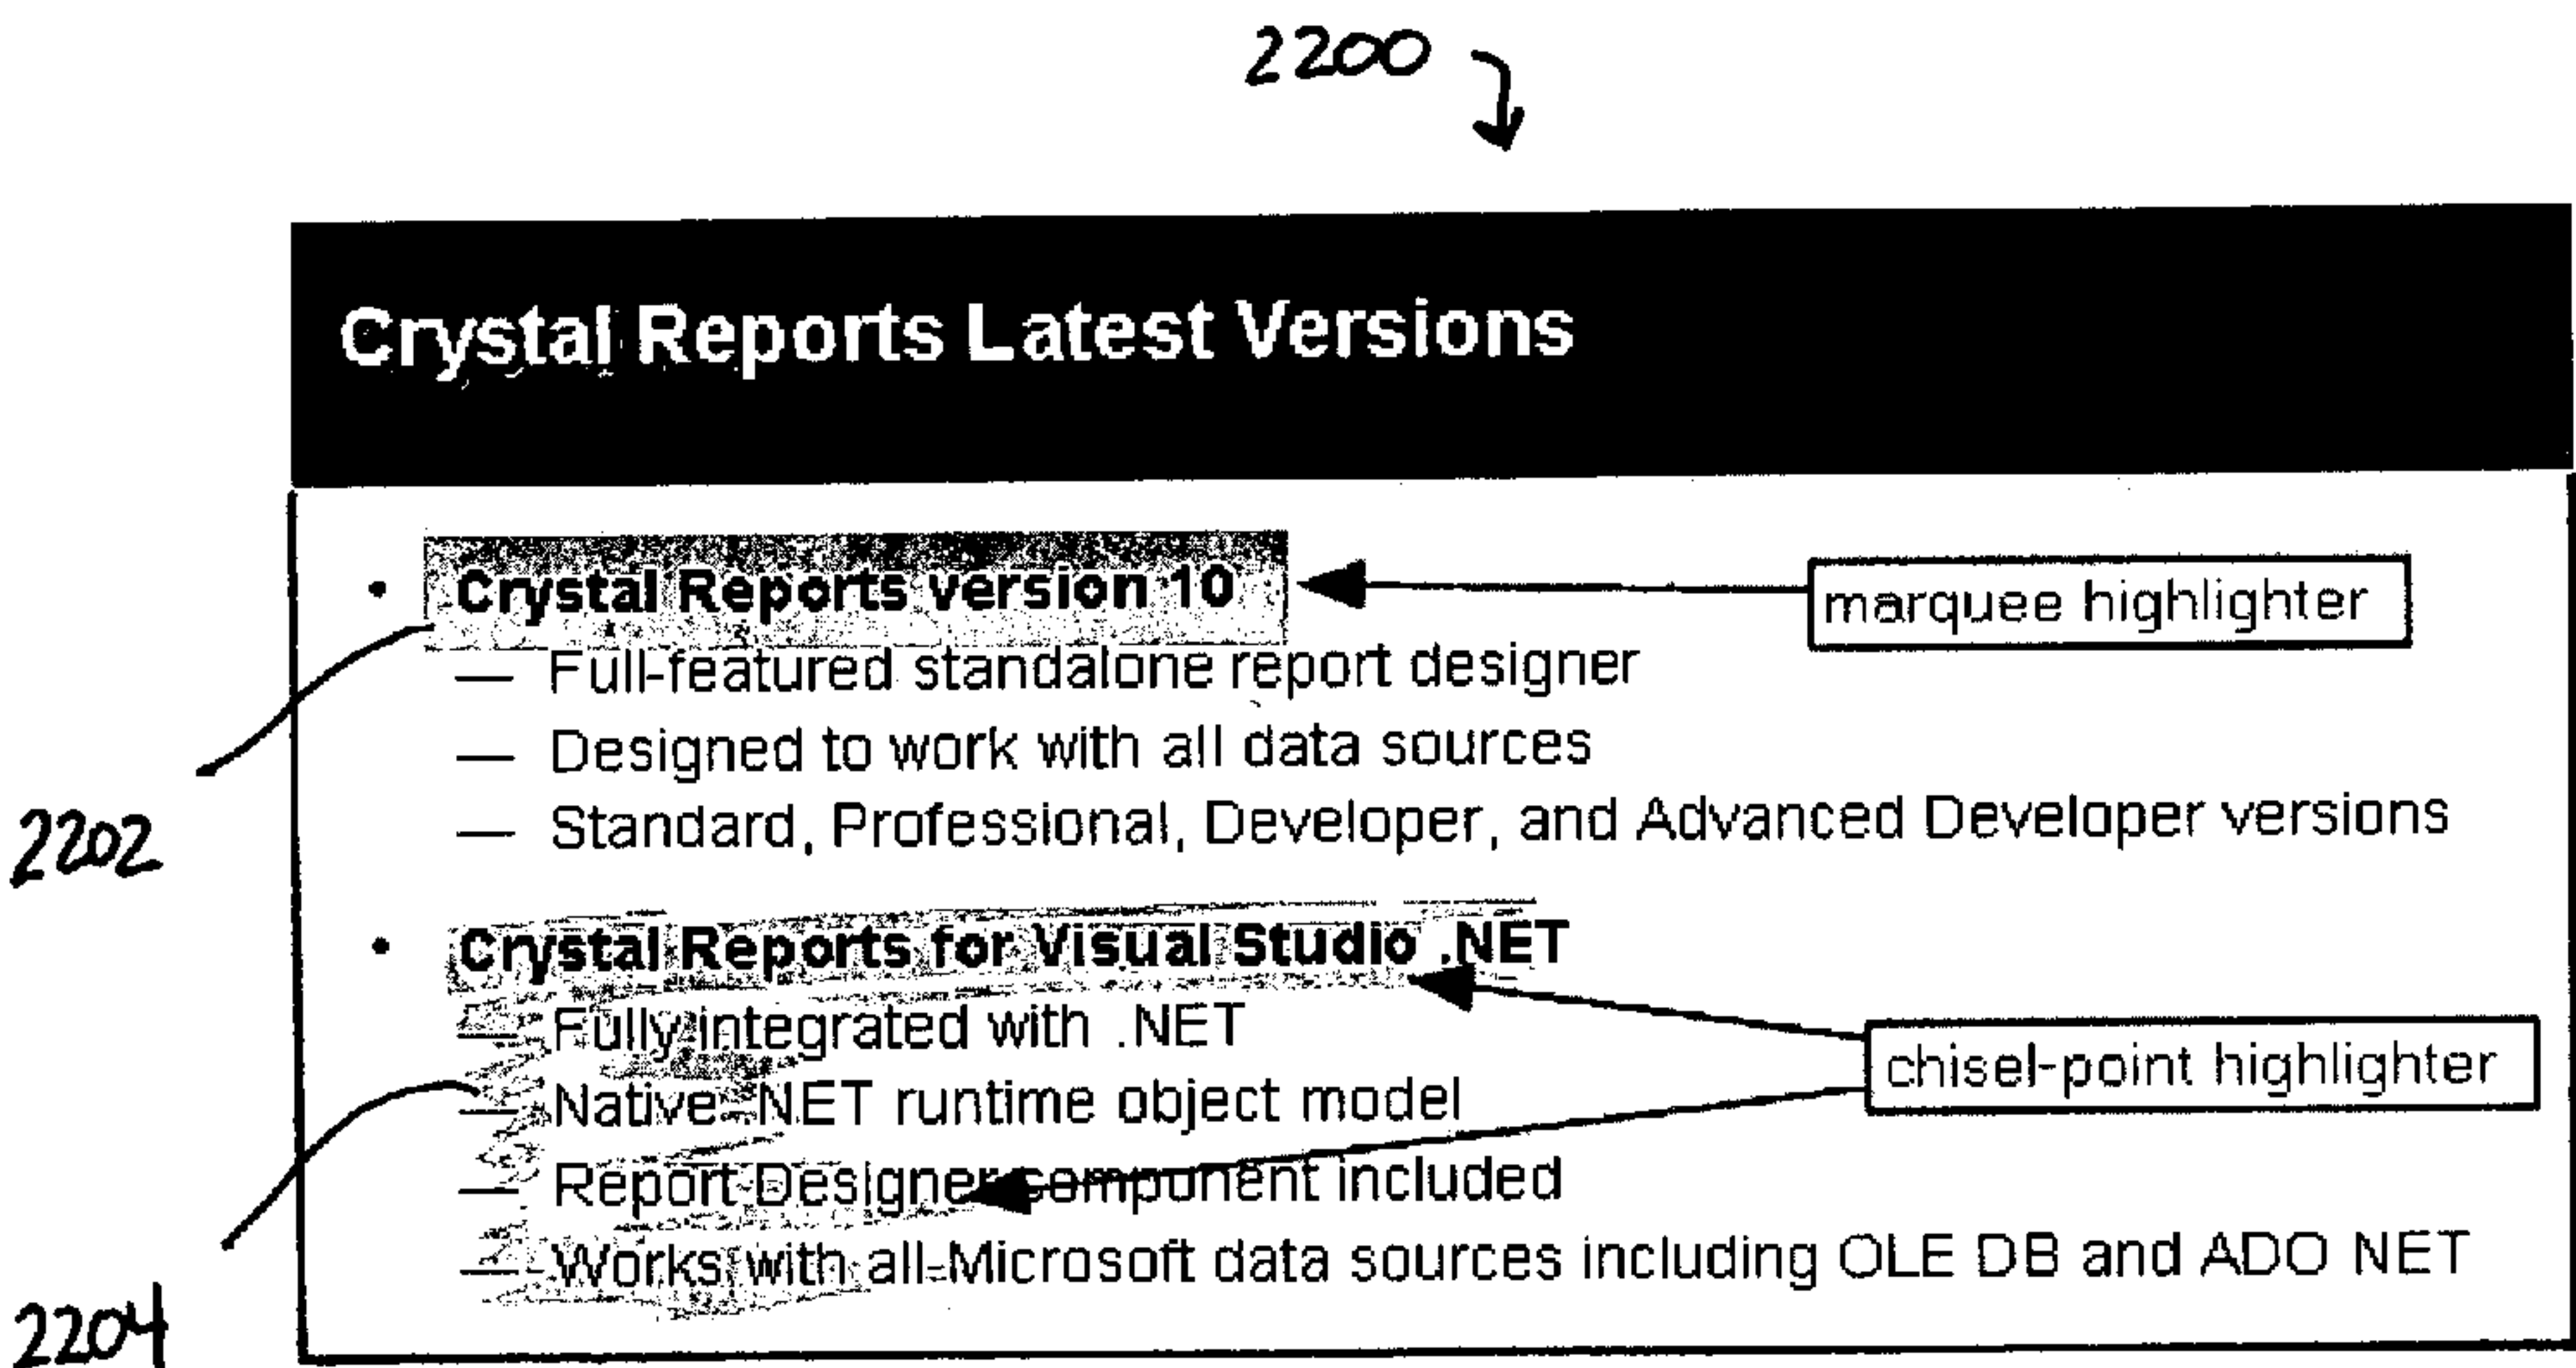 2200
Crystal Reports Latest Versions
• Crystal Reports version 10
marquee highlighter
— Full-featured standalone report designer
— Designed to work with all data sources
— Standard, Professional, Developer, and Advanced Developer versions
2202
• Crystal Reports for Visual Studio .NET
— Fully integrated with .NET
chisel-point highlighter
— Native .NET runtime object model
— Report Designer component included
— Works with all Microsoft data sources including OLE DB and ADO NET
2204